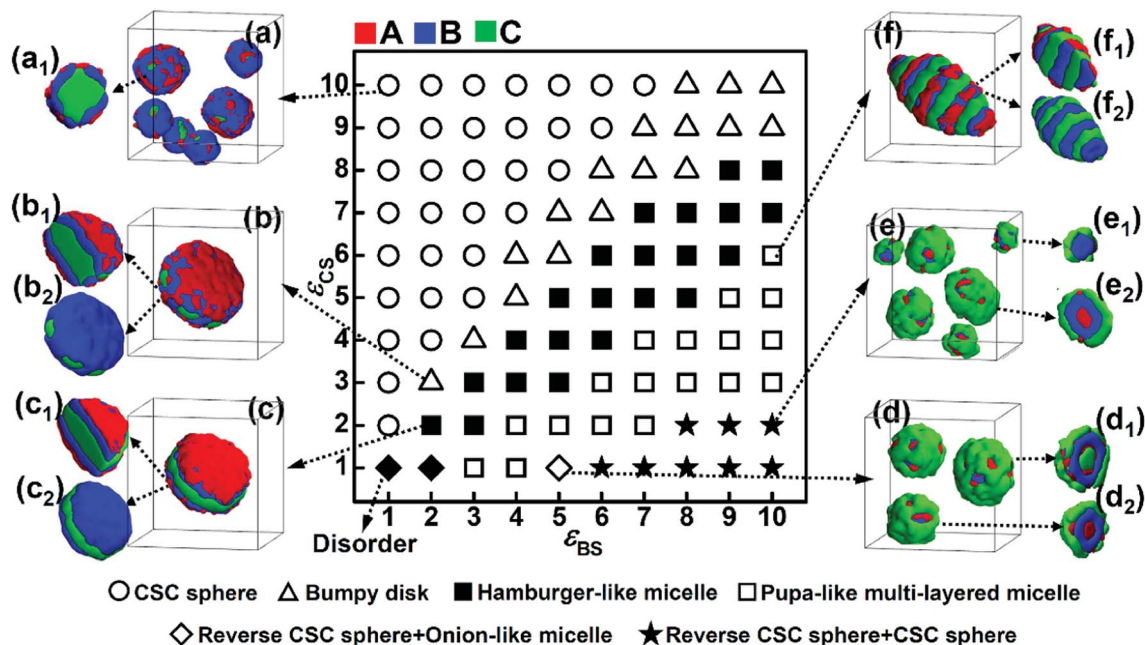 A B C
(a)
(a1)
(b1)
(b)
(b2)
(c1)
(c)
(c2)
10
9
8
7
6
5
4
3
2
1
εCS
1 2 3 4 5 6 7 8 9 10
Disorder
εBS
(f)
(f1)
(f2)
(e)
(e1)
(e2)
(d)
(d1)
(d2)
CSC sphere Bumpy disk Hamburger-like micelle Pupa-like multi-layered micelle
Reverse CSC sphere+Onion-like micelle Reverse CSC sphere+CSC sphere